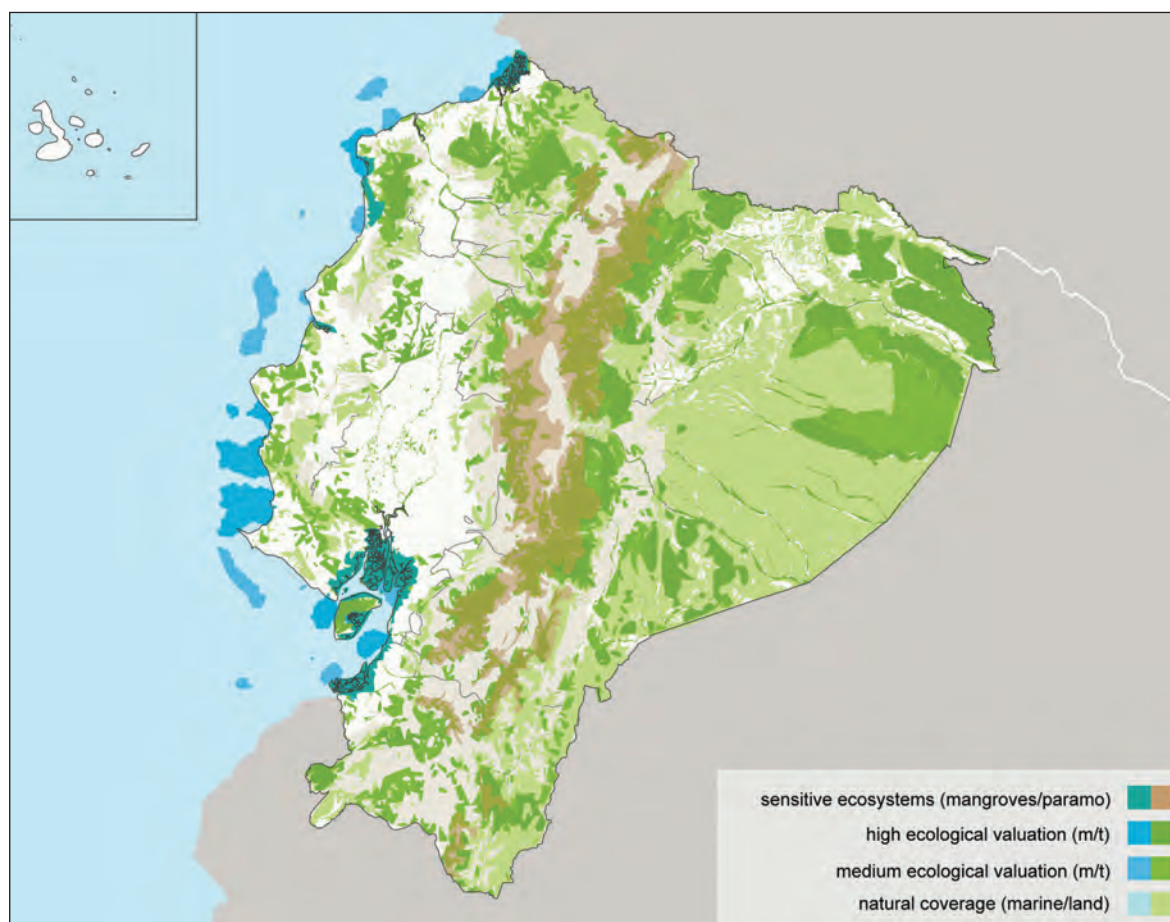 sensitive ecosystems (mangroves/paramo)
high ecological valuation (m/t)
medium ecological valuation (m/t)
natural coverage (marine/land)